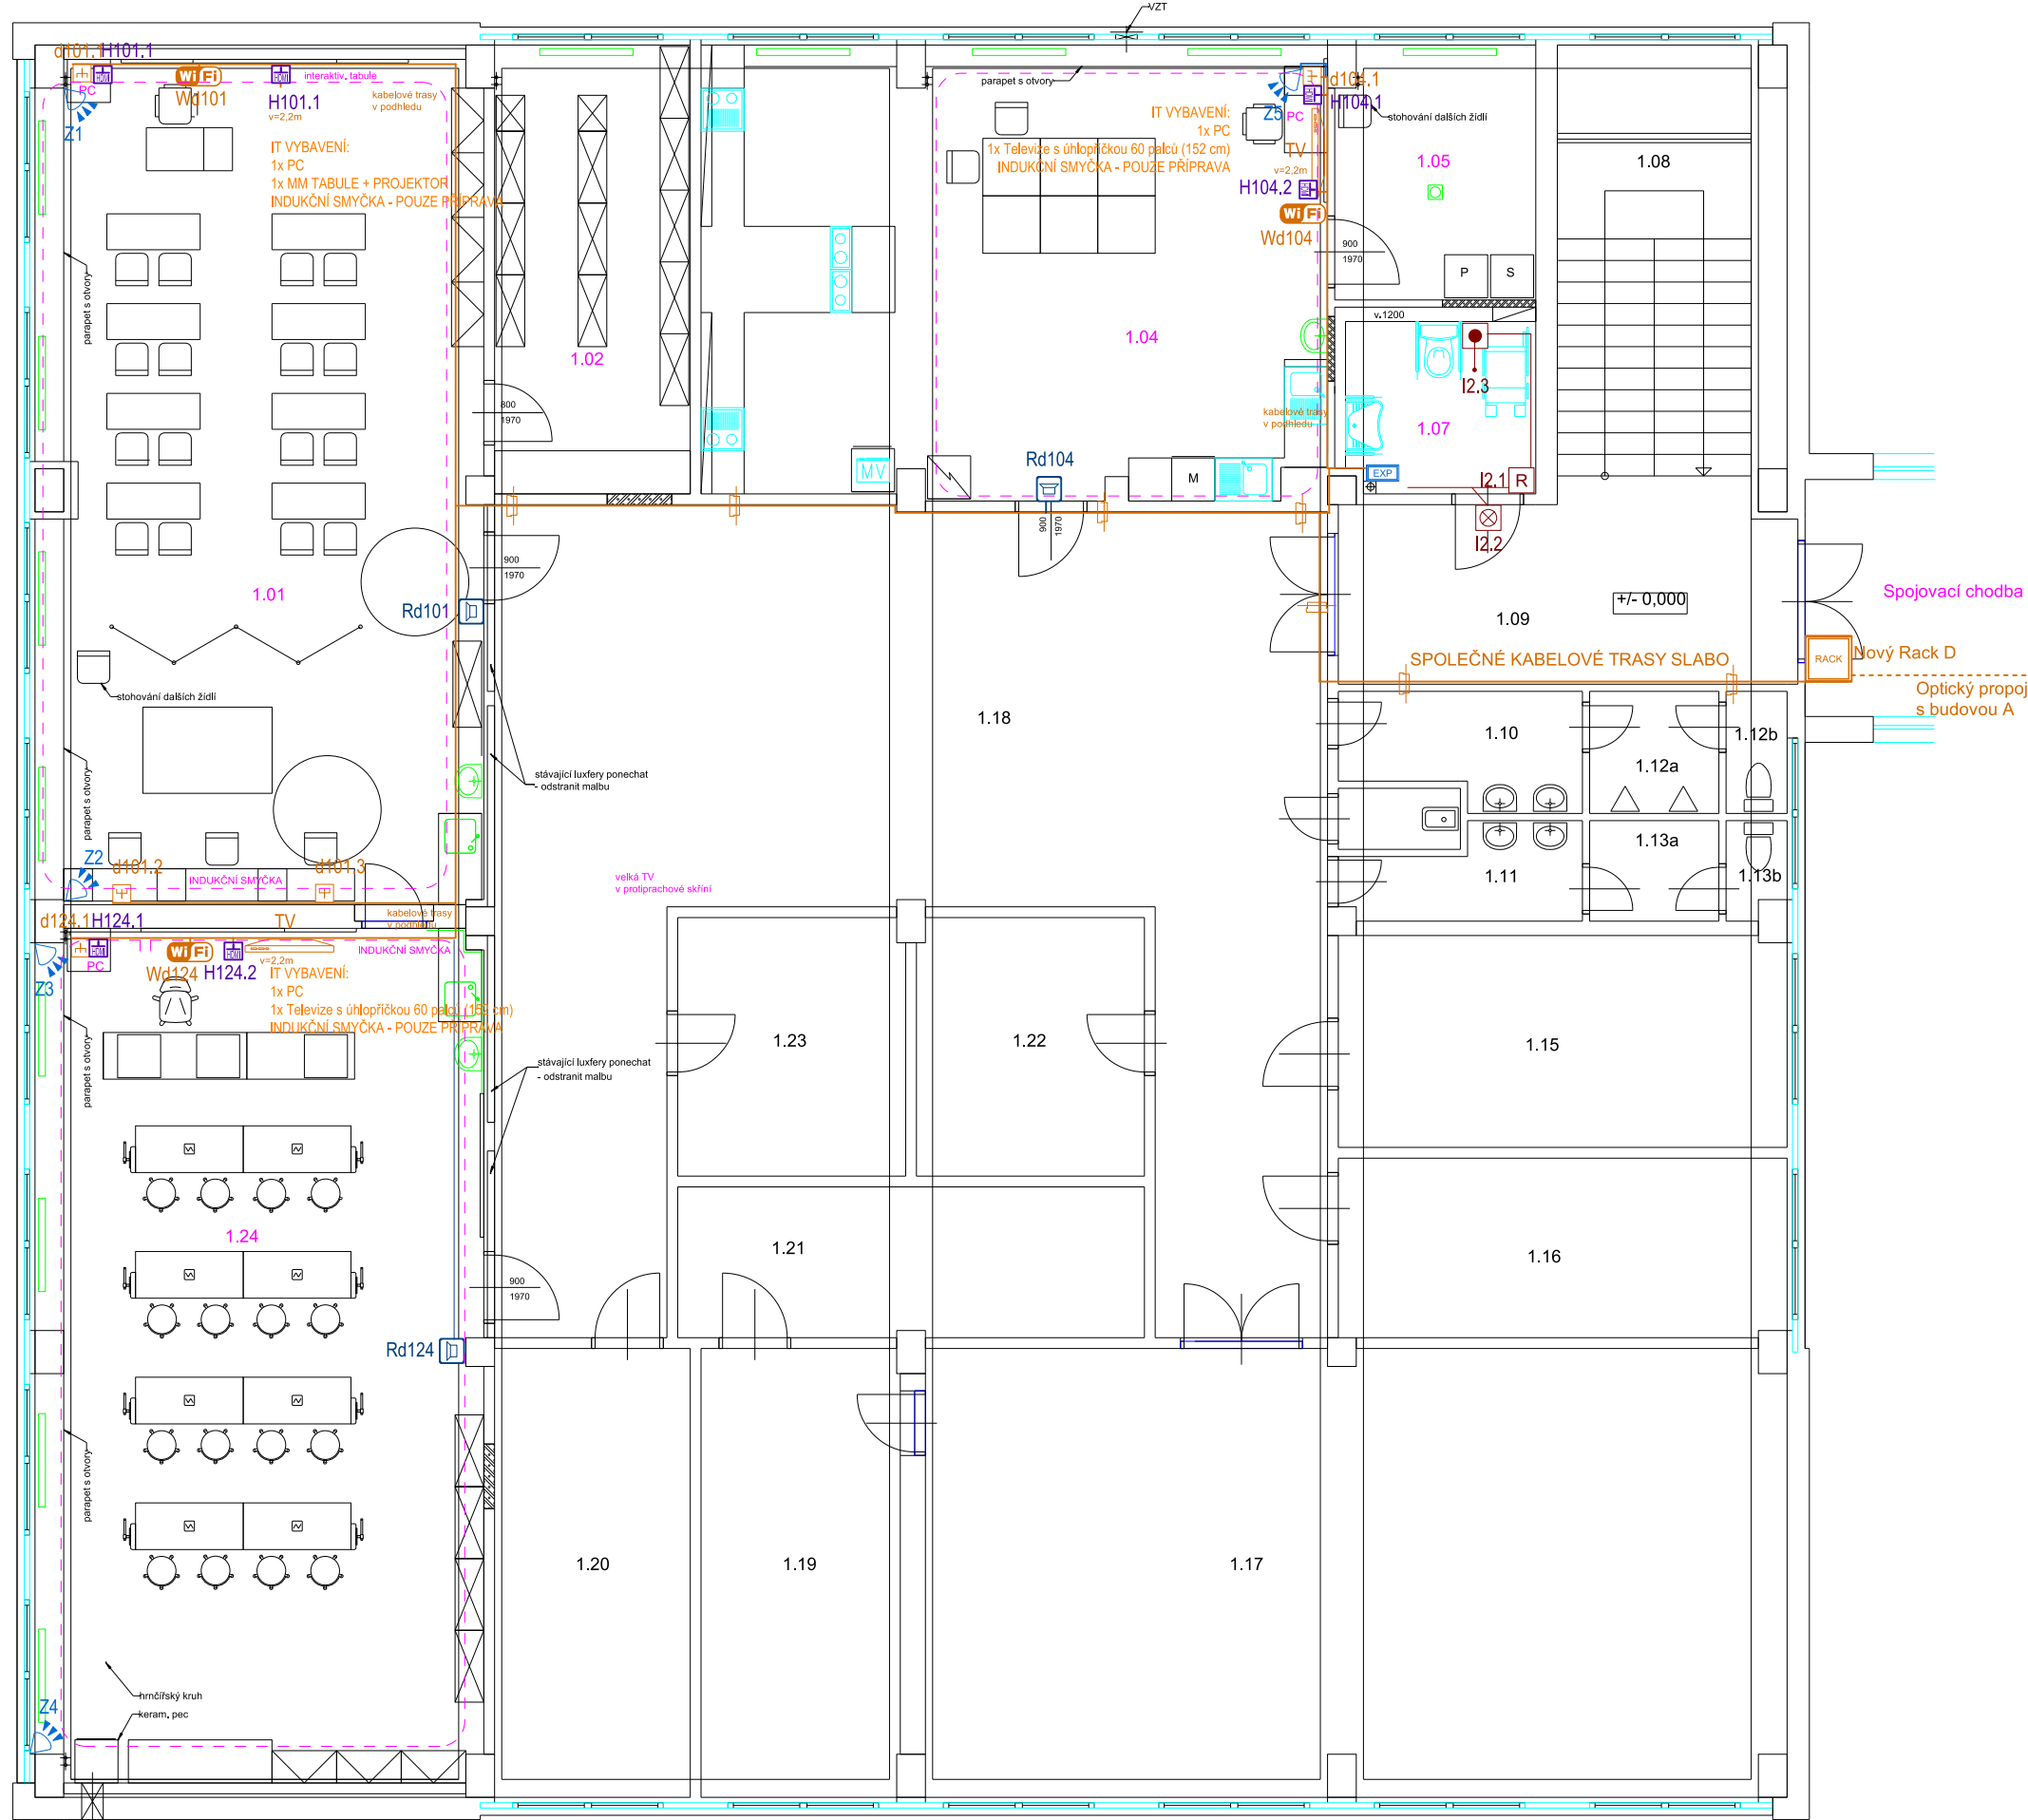 VZT
d101.1
H101.1
HDMI
PC
Z1
WiFi
Wd101
HDMI
H101.1
v=2,2m
interaktiv. tabule
kabelové trasy
v podhledu
IT VYBAVENÍ:
1x PC
1x MM TABULE + PROJEKTOR
INDUKČNÍ SMYČKA - POUZE PŘÍPRAVA
parapet s otvory
1.01
stohování dalších židlí
parapet s otvory
Z2
d101.2
INDUKČNÍ SMYČKA
d101.3
Rd101
1.02
800
1970
MV
900
1970
parapet s otvory
IT VYBAVENÍ:
1x PC
1x Televize s úhlopříčkou 60 palců (152 cm)
INDUKČNÍ SMYČKA - POUZE PŘÍPRAVA
Z5
d104.1
HDMI
H104.1
PC
TV
v=2,2m
H104.2
HDMI
WiFi
Wd104
1.04
kabelové trasy
v podhledu
Rd104
M
900
1970
stohování dalších židlí
1.05
900
1970
P
S
1.08
v.1200
I2.3
1.07
EXP
I2.1
R
I2.2
1.09
+/- 0,000
Spojovací chodba
SPOLEČNÉ KABELOVÉ TRASY SLABO
RACK
Nový Rack D
Optický propoj
s budovou A
1.18
1.10
1.12a
1.12b
1.11
1.13a
1.13b
stávající luxfery ponechat
- odstranit malbu
velká TV
v protiprachové skříní
d124.1
H124.1
HDMI
PC
Z3
WiFi
Wd124
HDMI
H124.2
TV
v=2,2m
kabelové trasy
v podhledu
INDUKČNÍ SMYČKA
IT VYBAVENÍ:
1x PC
1x Televize s úhlopříčkou 60 palců (152 cm)
INDUKČNÍ SMYČKA - POUZE PŘÍPRAVA
parapet s otvory
stávající luxfery ponechat
- odstranit malbu
1.23
1.22
1.15
1.24
1.21
1.16
900
1970
Rd124
parapet s otvory
1.20
1.19
1.17
hrnčířský kruh
keram. pec
Z4